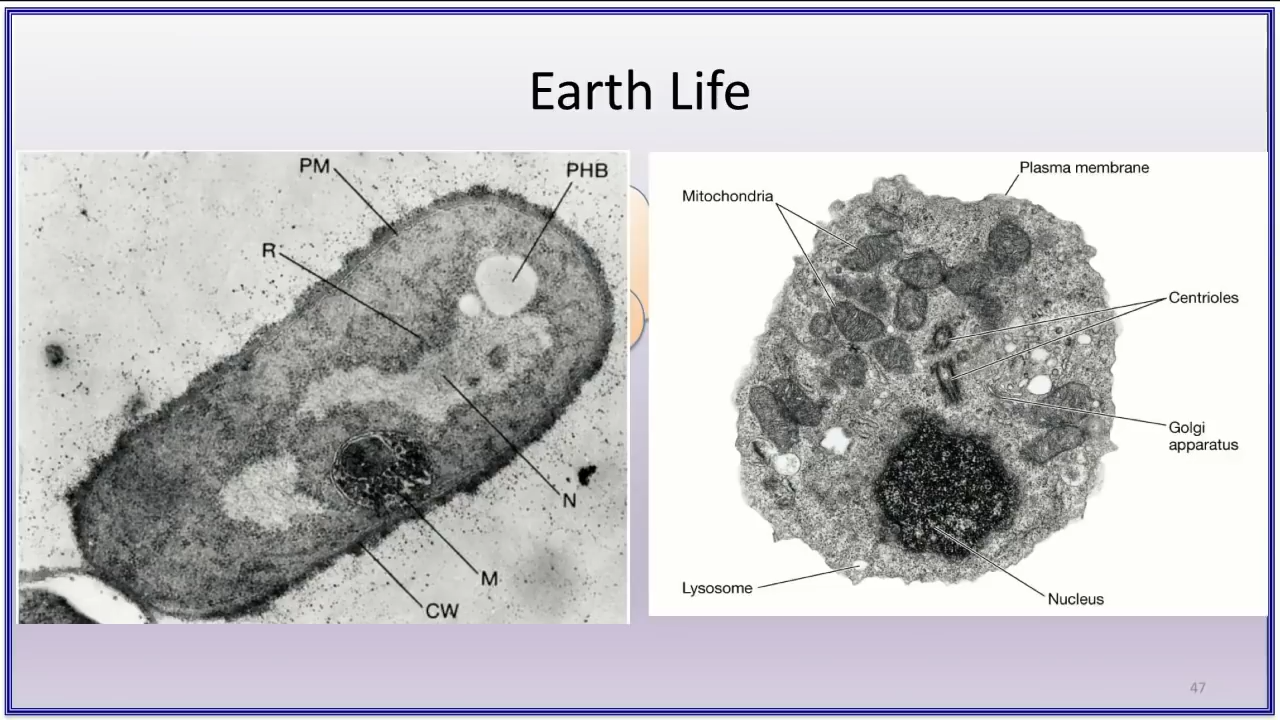 Earth Life
PM
PHB
R
N
M
CW
Plasma membrane
Mitochondria
Centrioles
Golgi
apparatus
Lysosome
Nucleus
47